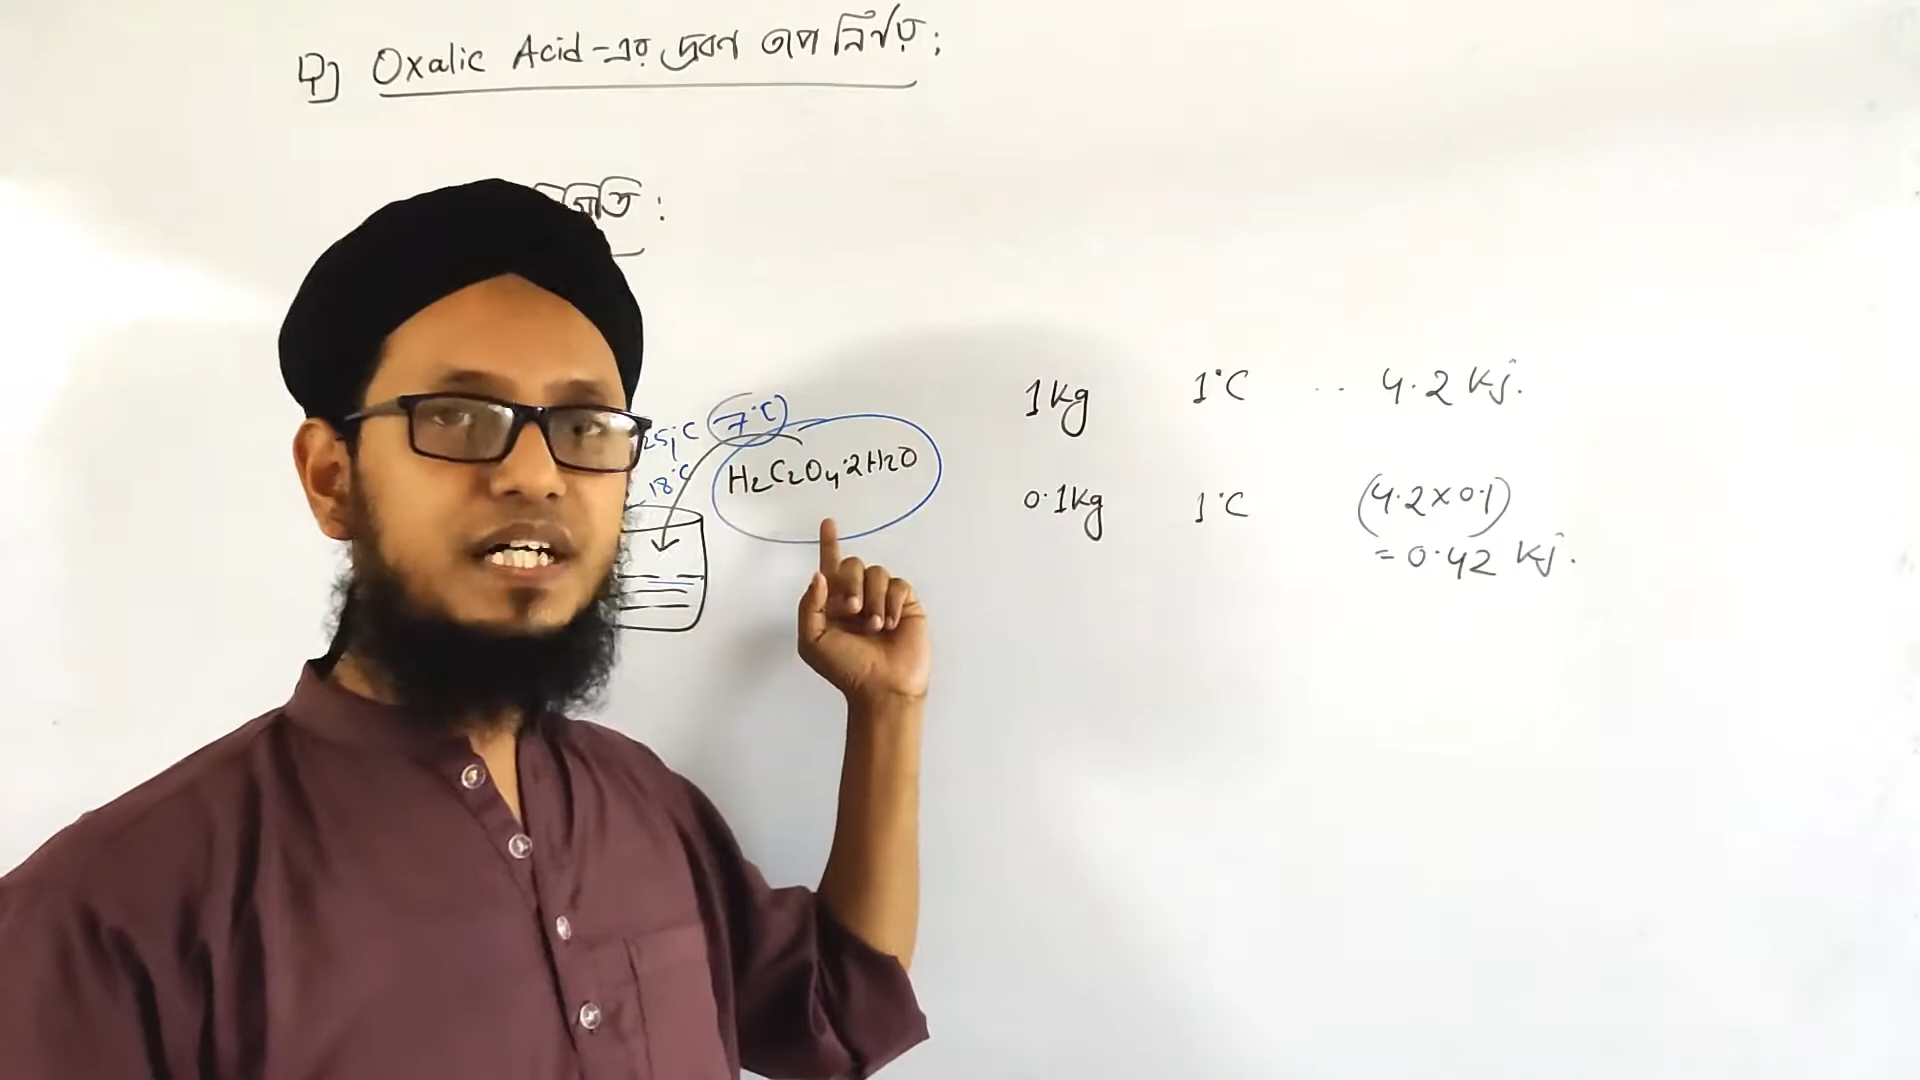 Oxalic Acid-এর দ্রবণ তাপ নির্ণয় :
25°C 7°C
18°C
H₂C₂O₄·2H₂O
1kg 1°C .. 4.2 kj.
0.1kg 1°C (4.2×0.1)
= 0.42 kj.